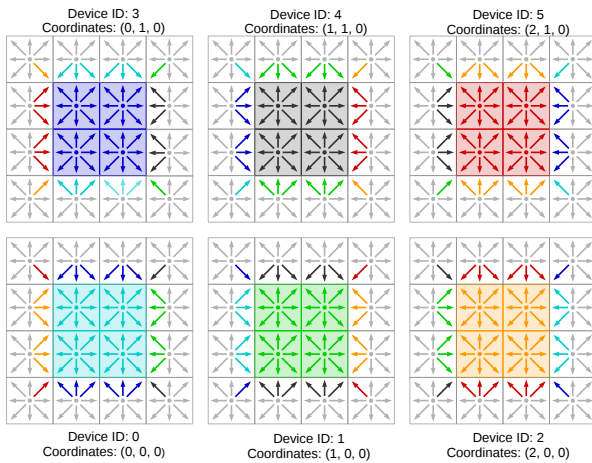 Device ID: 3
Coordinates: (0, 1, 0)
Device ID: 4
Coordinates: (1, 1, 0)
Device ID: 5
Coordinates: (2, 1, 0)
Device ID: 0
Coordinates: (0, 0, 0)
Device ID: 1
Coordinates: (1, 0, 0)
Device ID: 2
Coordinates: (2, 0, 0)